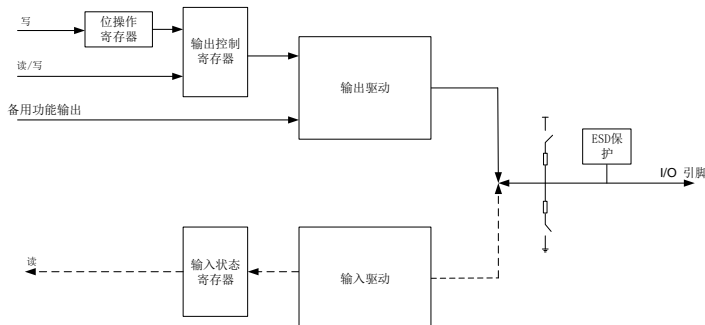 写
位操作
寄存器
输出控制
寄存器
读/写
备用功能输出
输出驱动
ESD保
护
I/O 引脚
读
输入状态
寄存器
输入驱动